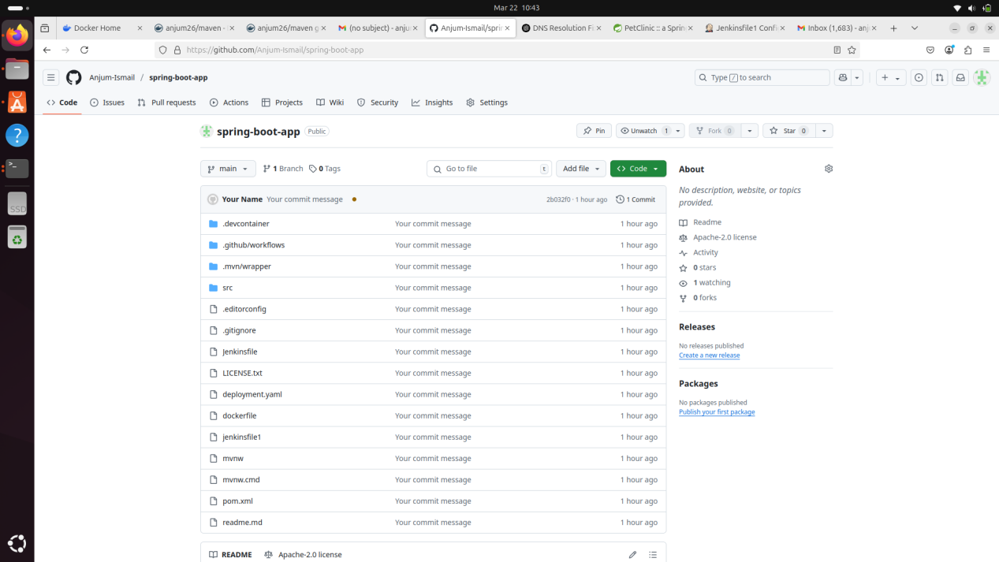 Mar 22 10:43
Docker Home
anjum26/maven -
anjum26/maven g
(no subject) - anju
Anjum-Ismail/sprin
DNS Resolution Fi
PetClinic :: a Sprin
Jenkinsfile1 Confi
Inbox (1,683) - anj
https://github.com/Anjum-Ismail/spring-boot-app
Anjum-Ismail / spring-boot-app
Type / to search
Code
Issues
Pull requests
Actions
Projects
Wiki
Security
Insights
Settings
spring-boot-app Public
Pin
Unwatch 1
Fork 0
Star 0
main
1 Branch
0 Tags
Go to file t
Add file
Code
Your Name Your commit message 2b032f0 · 1 hour ago 1 Commit
.devcontainer Your commit message 1 hour ago
.github/workflows Your commit message 1 hour ago
.mvn/wrapper Your commit message 1 hour ago
src Your commit message 1 hour ago
.editorconfig Your commit message 1 hour ago
.gitignore Your commit message 1 hour ago
Jenkinsfile Your commit message 1 hour ago
LICENSE.txt Your commit message 1 hour ago
deployment.yaml Your commit message 1 hour ago
dockerfile Your commit message 1 hour ago
jenkinsfile1 Your commit message 1 hour ago
mvnw Your commit message 1 hour ago
mvnw.cmd Your commit message 1 hour ago
pom.xml Your commit message 1 hour ago
readme.md Your commit message 1 hour ago
README
Apache-2.0 license
About
No description, website, or topics
provided.
Readme
Apache-2.0 license
Activity
0 stars
1 watching
0 forks
Releases
No releases published
Create a new release
Packages
No packages published
Publish your first package
SSD